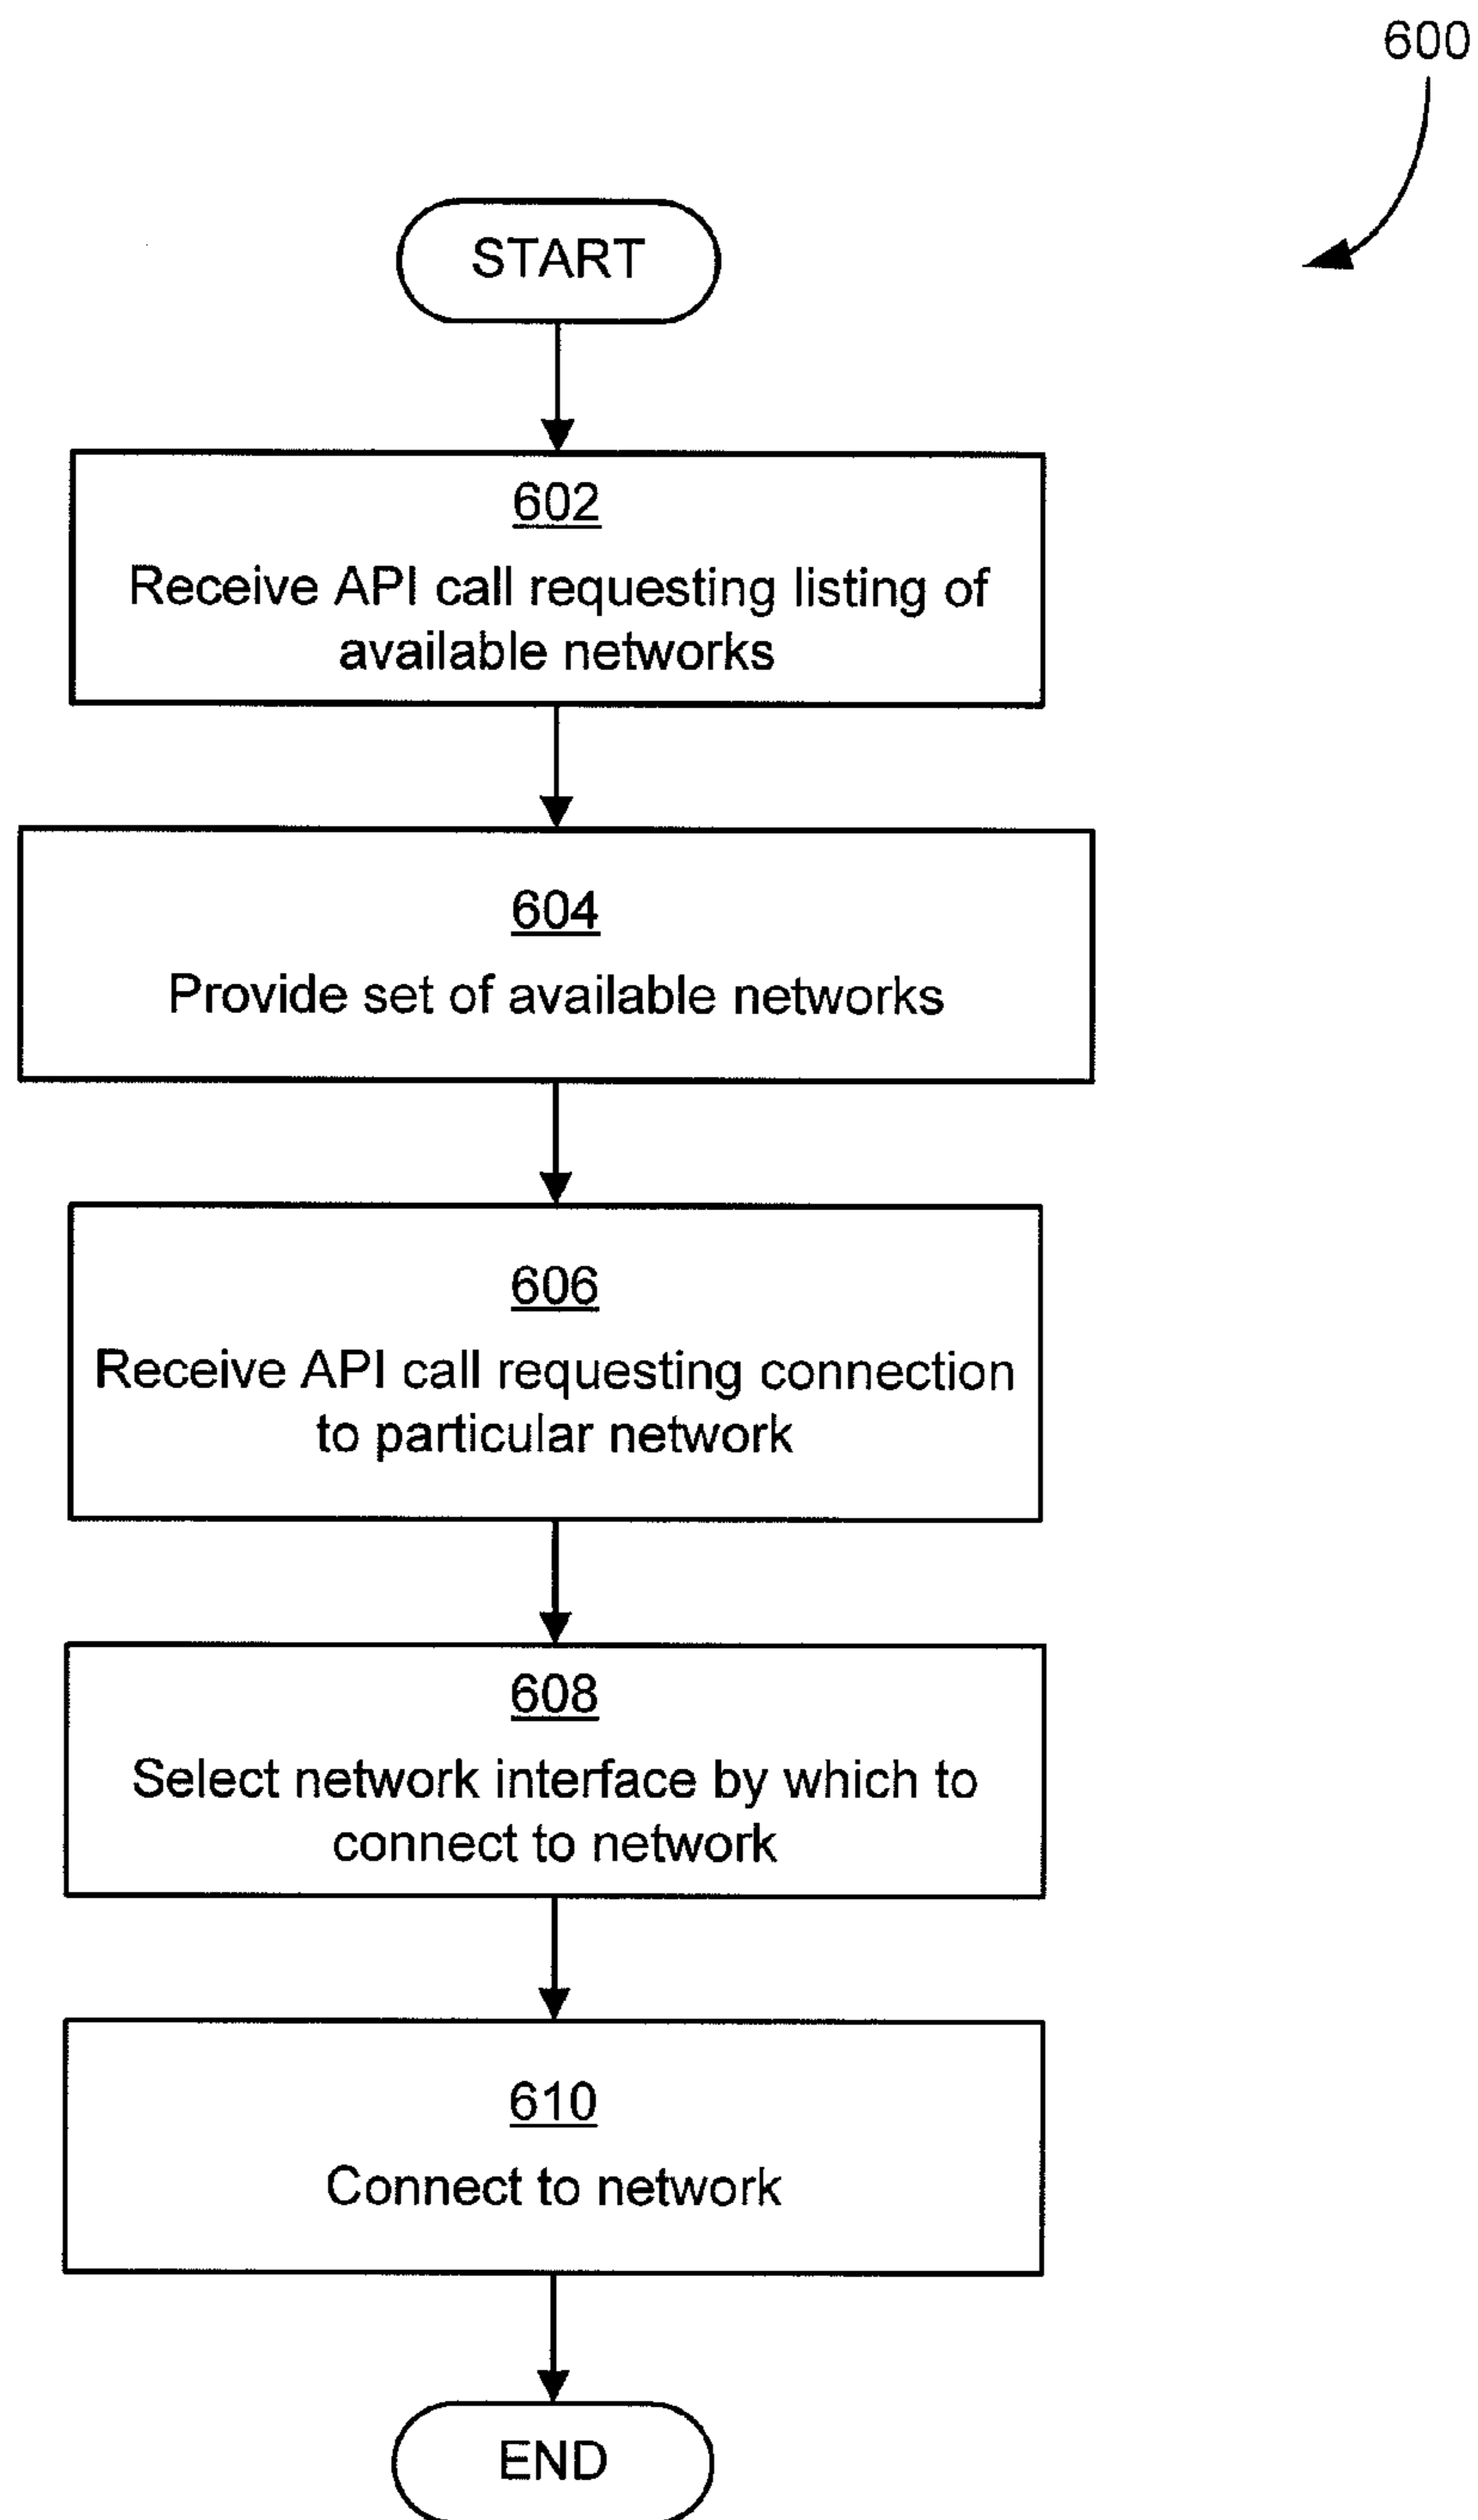 600
START
602
Receive API call requesting listing of
available networks
604
Provide set of available networks
606
Receive API call requesting connection
to particular network
608
Select network interface by which to
connect to network
610
Connect to network
END